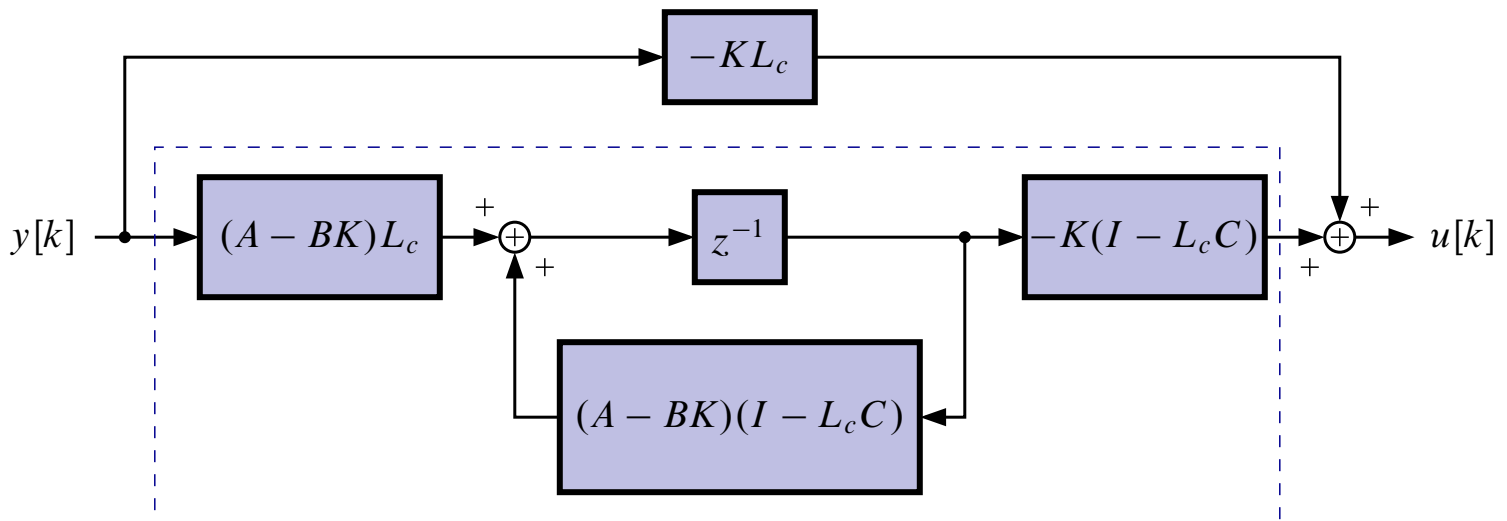 −KL_c
y[k]
(A − BK)L_c
+
+
+
z⁻¹
−K(I − L_cC)
+
+
+
u[k]
(A − BK)(I − L_cC)